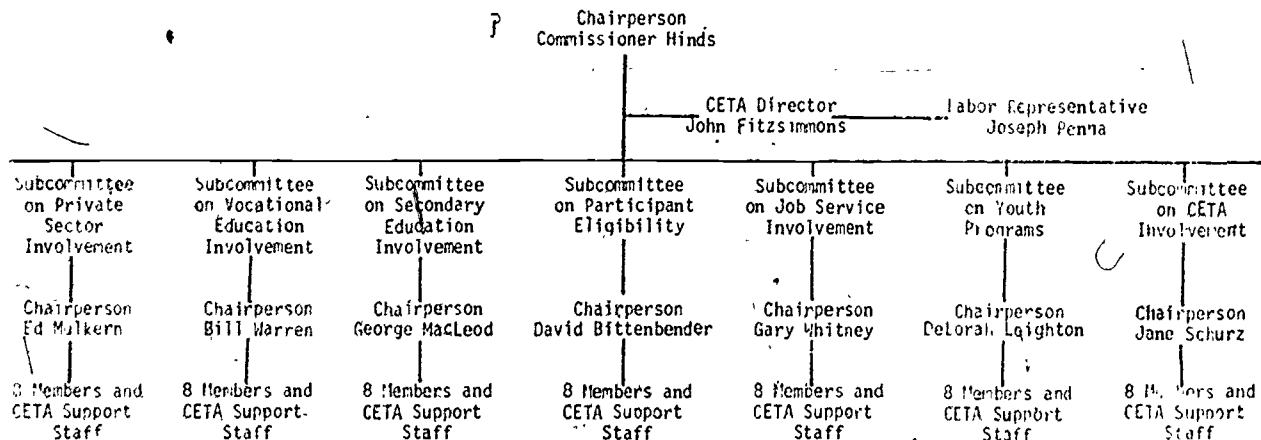 Chairperson
Commissioner Hinds
CETA Director
John Fitzsimmons
Labor Representative
Joseph Penna
Subcommittee
on Private
Sector
Involvement
Chairperson
Ed Mulkern
8 Members and
CETA Support
Staff
Subcommittee
on Vocational
Education
Involvement
Chairperson
Bill Warren
8 Members and
CETA Support
Staff
Subcommittee
on Secondary
Education
Involvement
Chairperson
George MacLeod
8 Members and
CETA Support
Staff
Subcommittee
on Participant
Eligibility
Chairperson
David Bittenbender
8 Members and
CETA Support
Staff
Subcommittee
on Job Service
Involvement
Chairperson
Gary Whitney
8 Members and
CETA Support
Staff
Subcommittee
on Youth
Programs
Chairperson
Deborah Leighton
8 Members and
CETA Support
Staff
Subcommittee
on CETA
Involvement
Chairperson
Jane Schurz
8 Members and
CETA Support
Staff